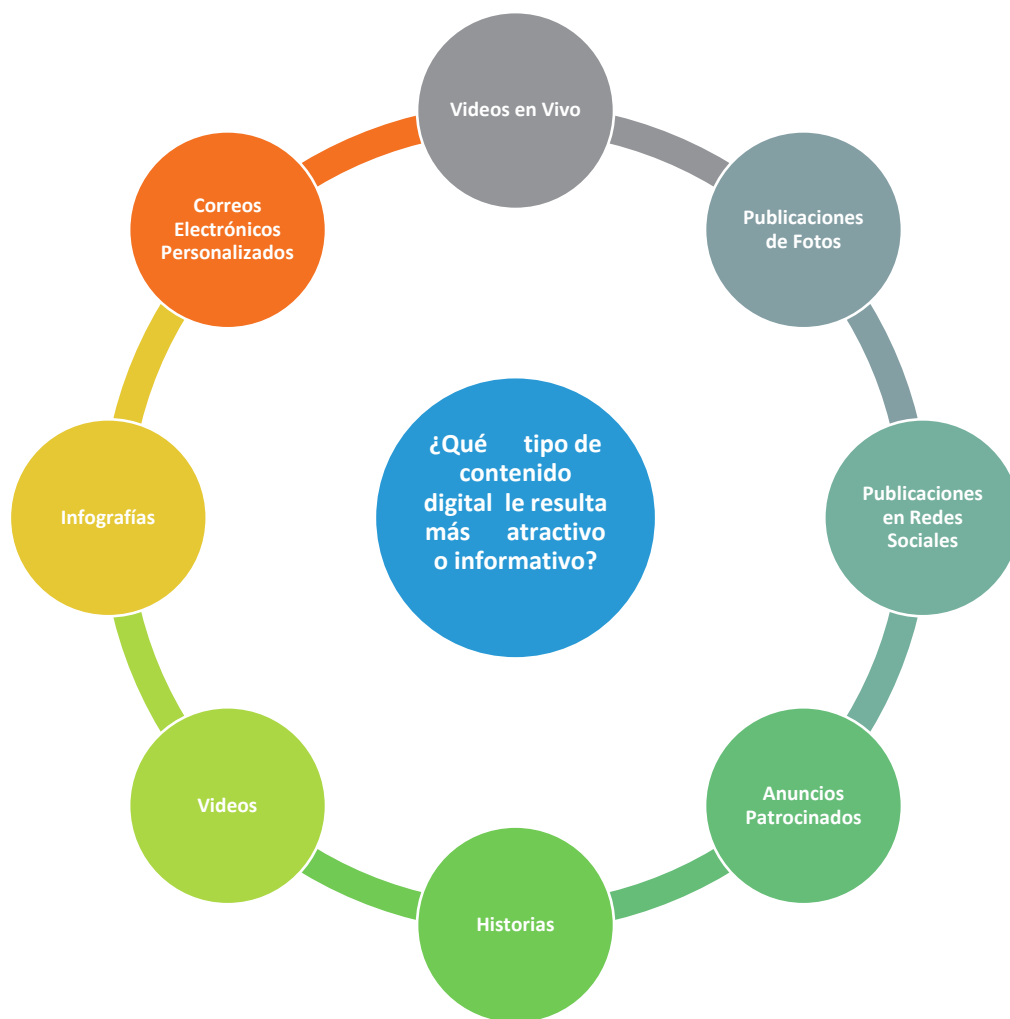 Videos en Vivo
Publicaciones
de Fotos
Publicaciones
en Redes
Sociales
Anuncios
Patrocinados
Historias
Videos
Infografías
Correos
Electrónicos
Personalizados
¿Qué tipo de
contenido
digital le resulta
más atractivo
o informativo?